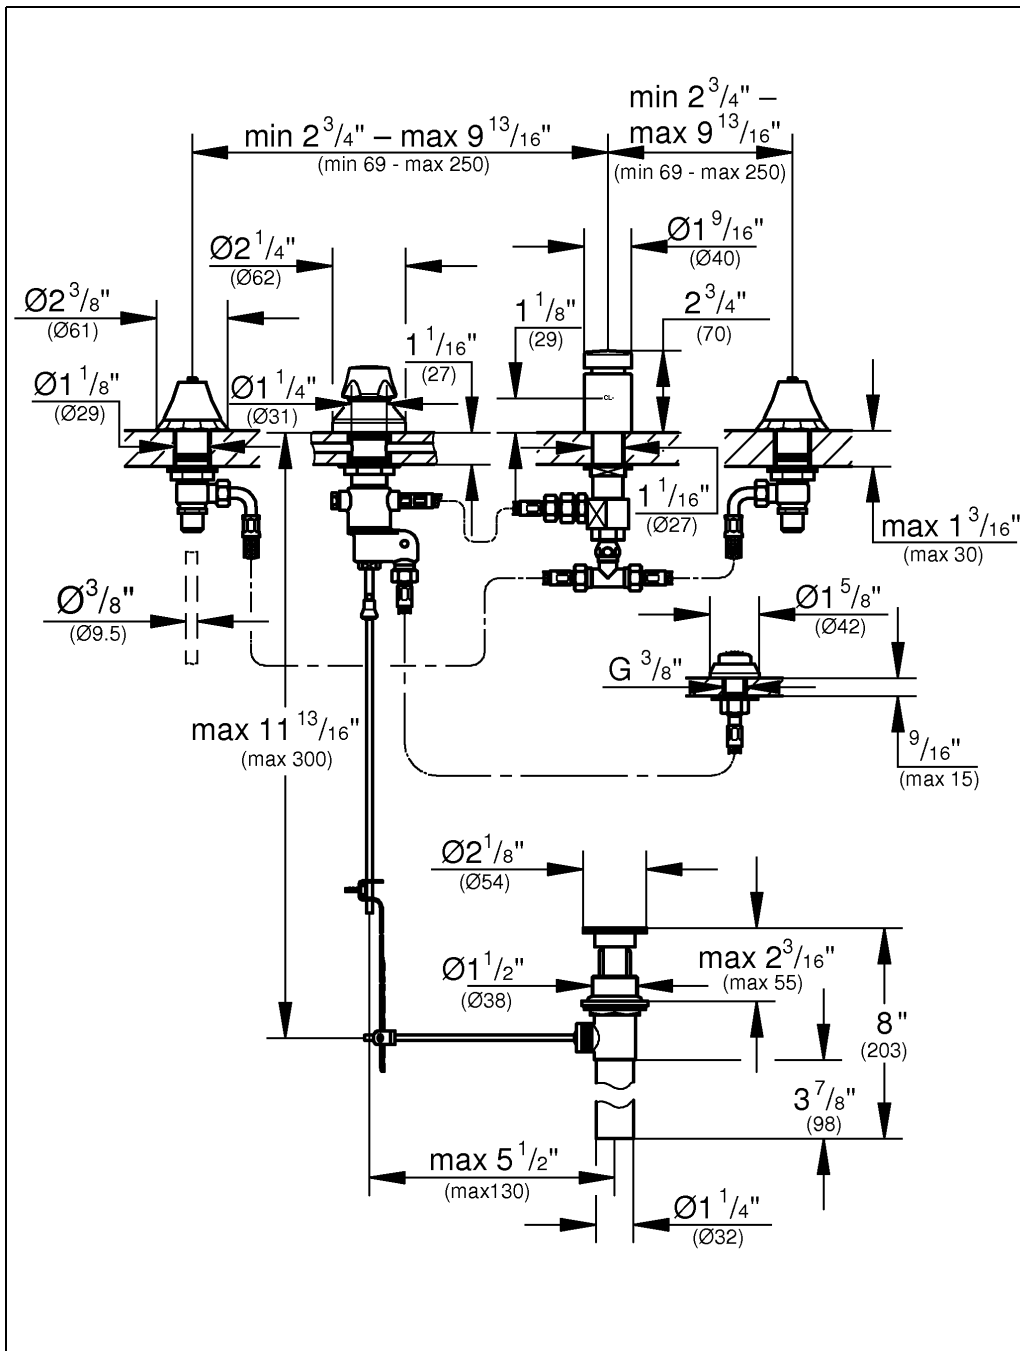 min 2 3/4" –
min 2 3/4" – max 9 13/16"
max 9 13/16"
(min 69 - max 250)
(min 69 - max 250)
Ø1 9/16"
(Ø40)
Ø2 1/4"
(Ø62)
Ø2 3/8"
(Ø61)
1 1/8"
(29)
2 3/4"
(70)
1 1/16"
(27)
Ø1 1/8"
(Ø29)
Ø1 1/4"
(Ø31)
CL-
1 1/16"
(Ø27)
max 1 3/16"
(max 30)
Ø3/8"
(Ø9.5)
Ø1 5/8"
(Ø42)
G 3/8"
max 11 13/16"
(max 300)
9/16"
(max 15)
Ø2 1/8"
(Ø54)
max 2 3/16"
(max 55)
Ø1 1/2"
(Ø38)
8"
(203)
3 7/8"
(98)
max 5 1/2"
(max130)
Ø1 1/4"
(Ø32)